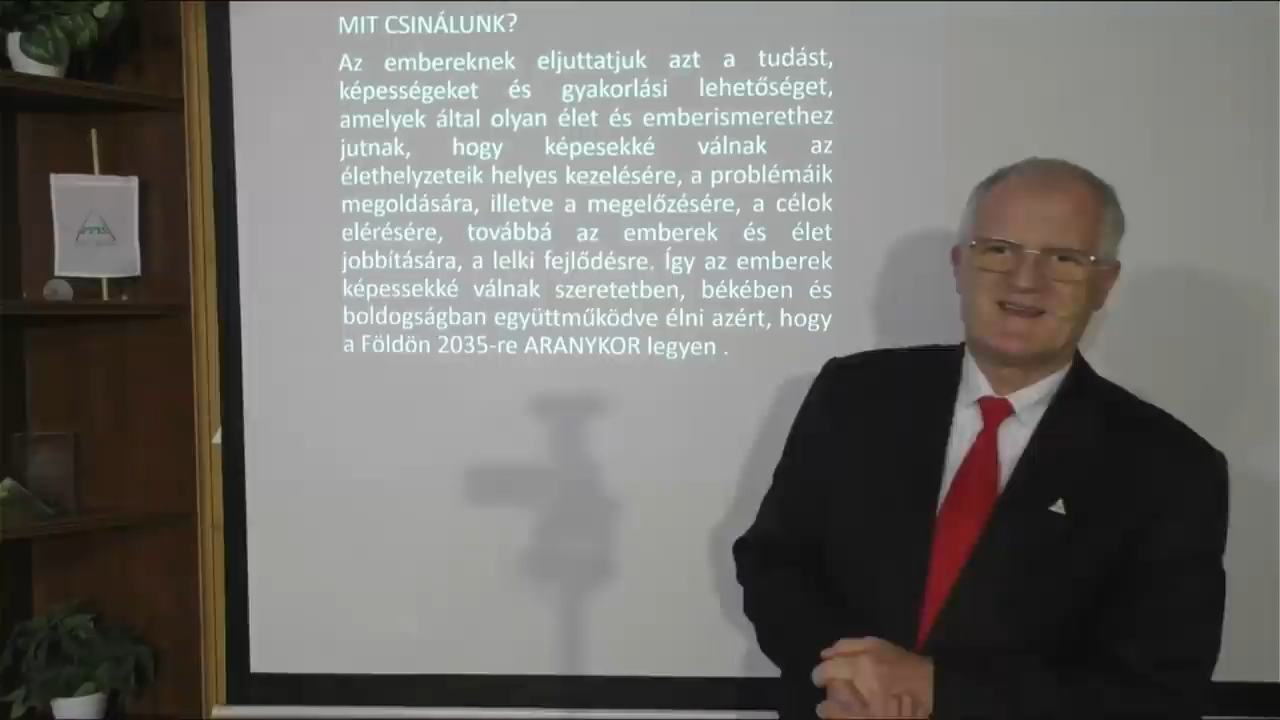 MIT CSINÁLUNK?
Az embereknek eljuttatjuk azt a tudást,
képességeket és gyakorlási lehetőséget,
amelyek által olyan élet és emberismerethez
jutnak, hogy képesekké válnak az
élethelyzeteik helyes kezelésére, a problémáik
megoldására, illetve a megelőzésére, a célok
elérésére, továbbá az emberek és élet
jobbítására, a lelki fejlődésre. Így az emberek
képessekké válnak szeretetben, békében és
boldogságban együttműködve élni azért, hogy
a Földön 2035-re ARANYKOR legyen .